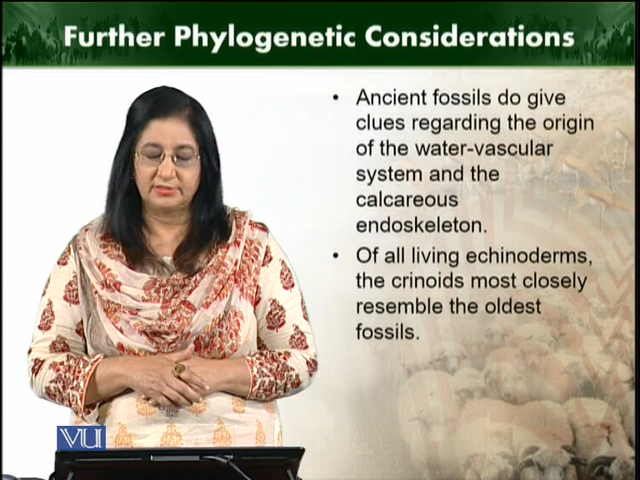 Further Phylogenetic Considerations
• Ancient fossils do give
clues regarding the origin
of the water-vascular
system and the
calcareous
endoskeleton.
• Of all living echinoderms,
the crinoids most closely
resemble the oldest
fossils.
VU